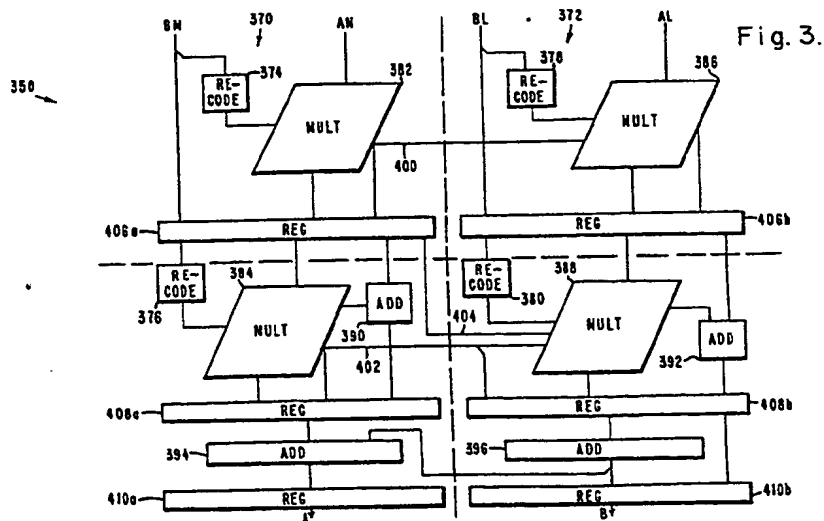 Fig. 3.
350
BM
370
AM
382
374
RE-
CODE
MULT
BL
372
AL
386
378
RE-
CODE
MULT
400
406a
REG
REG
406b
RE-
CODE
376
384
MULT
ADD
390
402
404
RE-
CODE
380
388
MULT
ADD
392
408a
REG
REG
408b
394
ADD
396
ADD
410a
REG
REG
410b